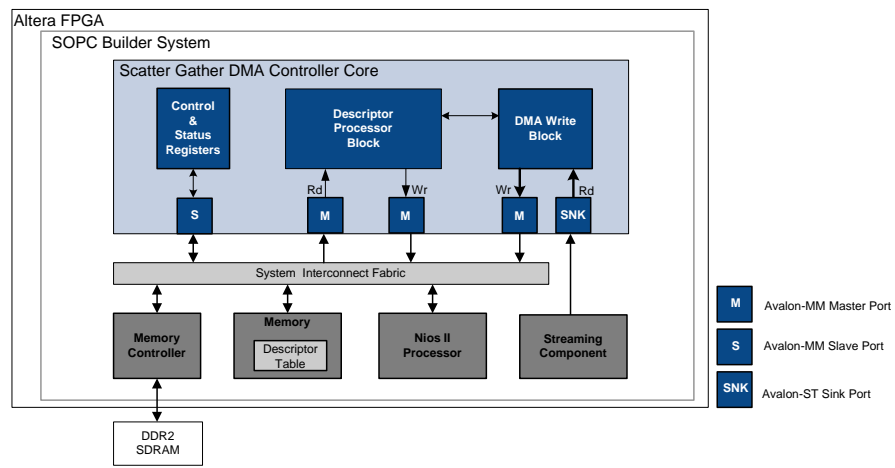 Altera FPGA
SOPC Builder System
Scatter Gather DMA Controller Core
Control
&
Status
Registers
Descriptor
Processor
Block
DMA Write
Block
Rd
Wr
Wr
Rd
S
M
M
M
SNK
System Interconnect Fabric
Memory
Controller
Memory
Descriptor
Table
Nios II
Processor
Streaming
Component
DDR2
SDRAM
M
Avalon-MM Master Port
S
Avalon-MM Slave Port
SNK
Avalon-ST Sink Port